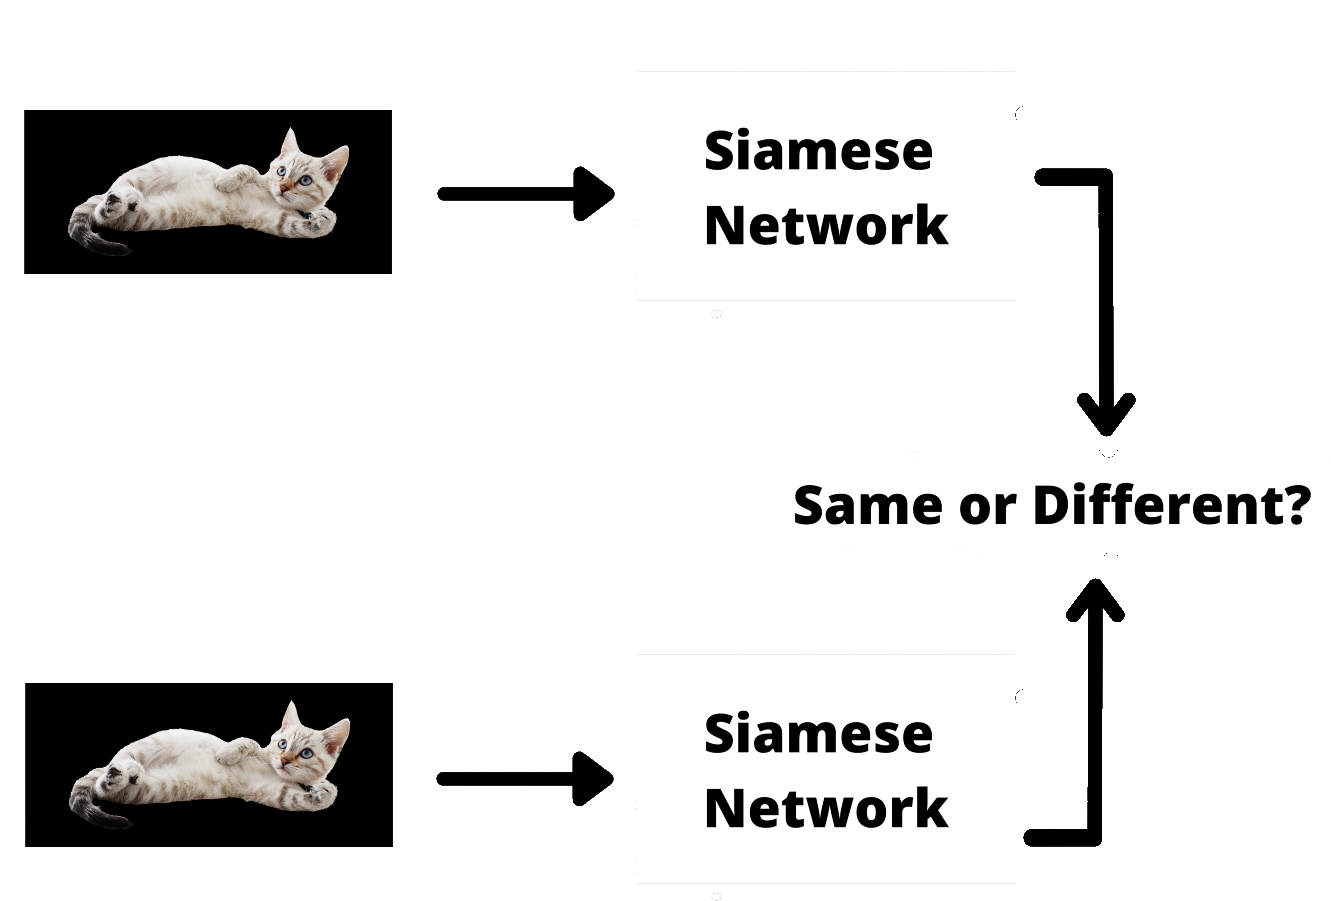 Siamese
Network
Same or Different?
Siamese
Network